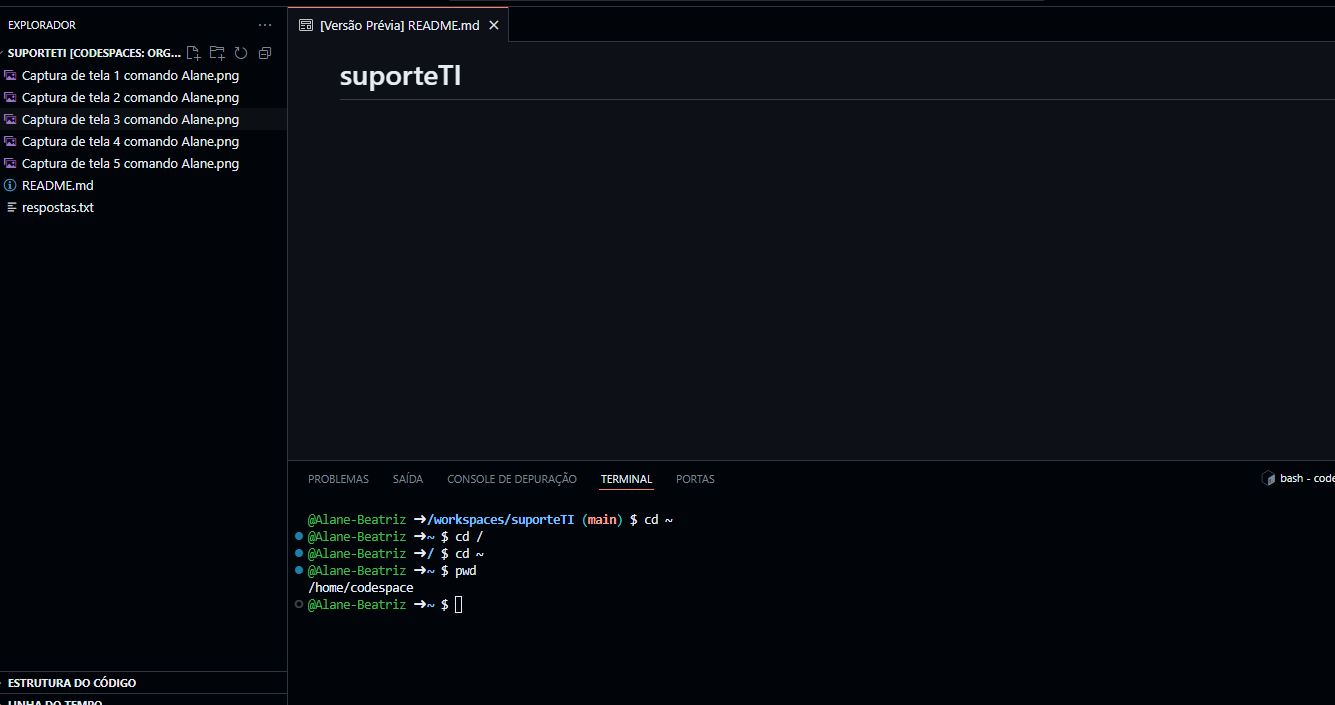 EXPLORADOR ···
SUPORTETI [CODESPACES: ORG...
Captura de tela 1 comando Alane.png
Captura de tela 2 comando Alane.png
Captura de tela 3 comando Alane.png
Captura de tela 4 comando Alane.png
Captura de tela 5 comando Alane.png
README.md
respostas.txt
ESTRUTURA DO CÓDIGO
LINHA DO TEMPO
[Versão Prévia] README.md
suporteTI
PROBLEMAS SAÍDA CONSOLE DE DEPURAÇÃO TERMINAL PORTAS bash - code
@Alane-Beatriz ➜/workspaces/suporteTI (main) $ cd ~
@Alane-Beatriz ➜~ $ cd /
@Alane-Beatriz ➜/ $ cd ~
@Alane-Beatriz ➜~ $ pwd
/home/codespace
@Alane-Beatriz ➜~ $